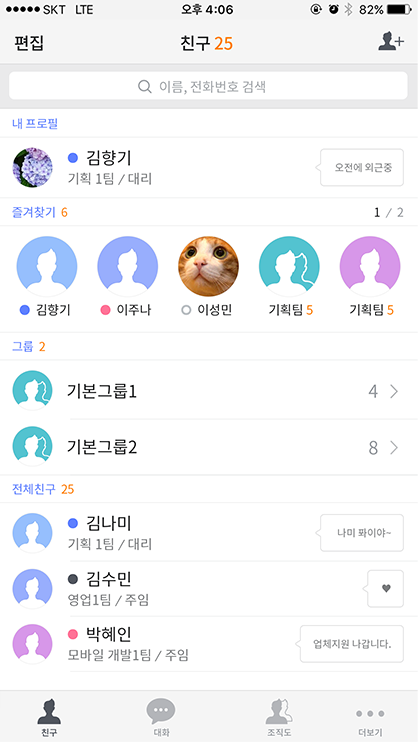 SKT LTE 오후 4:06 82%
편집 친구 25
이름, 전화번호 검색
내 프로필
김향기 오전에 외근중
기획 1팀 / 대리
즐겨찾기 6 1 / 2
김향기 이주나 이성민 기획팀 5 기획팀 5
그룹 2
기본그룹1 4
기본그룹2 8
전체친구 25
김나미 나미 꽈이야~
기획 1팀 / 대리
김수민 ♥
영업1팀 / 주임
박혜인 업체지원 나갑니다.
모바일 개발1팀 / 주임
친구 대화 조직도 더보기